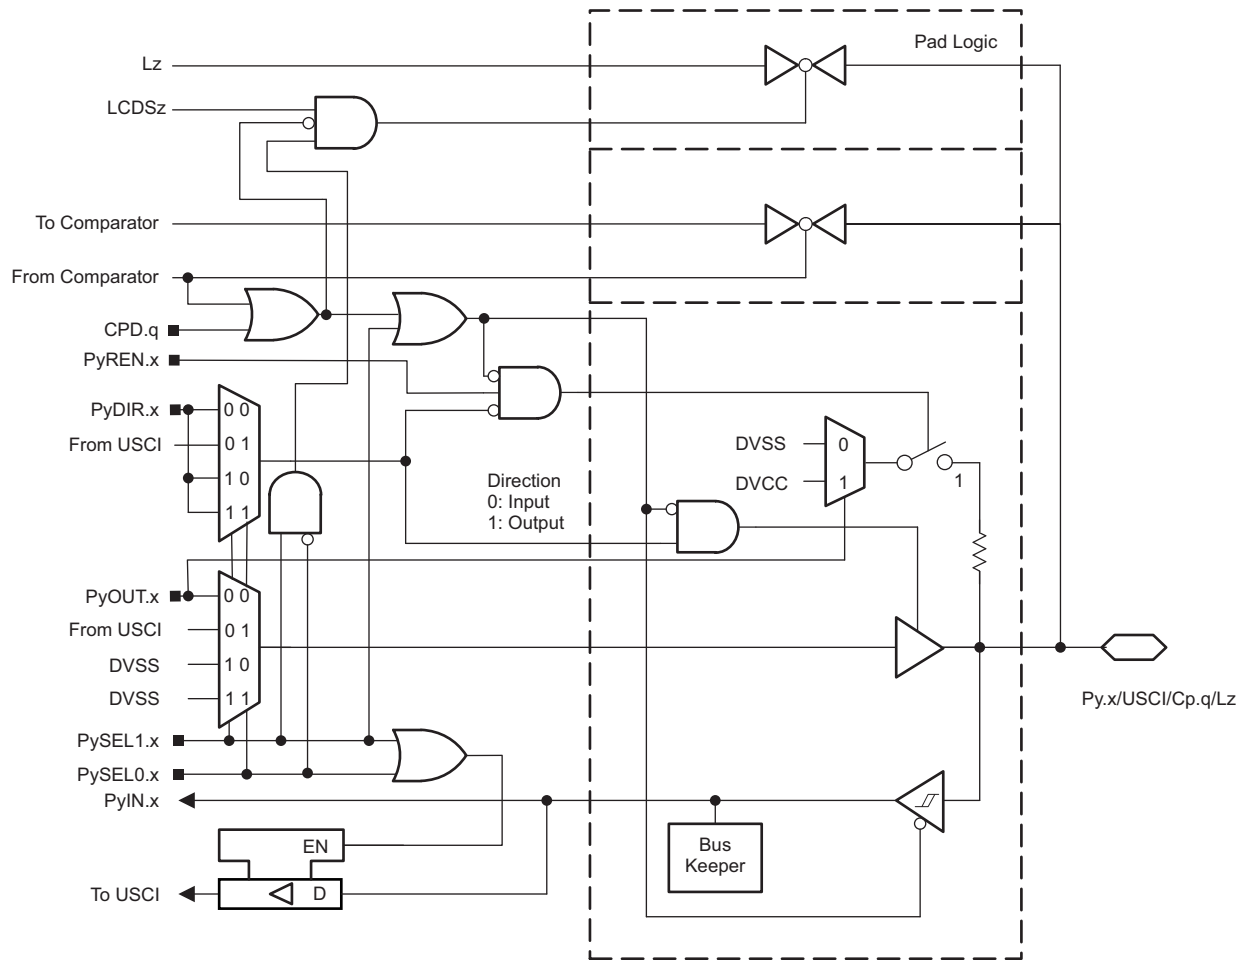 Pad Logic
Lz
LCDSz
To Comparator
From Comparator
CPD.q
PyREN.x
PyDIR.x
0 0
From USCI
0 1
1 0
1 1
Direction
0: Input
1: Output
DVSS
0
DVCC
1
1
PyOUT.x
0 0
From USCI
0 1
DVSS
1 0
DVSS
1 1
Py.x/USCI/Cp.q/Lz
PySEL1.x
PySEL0.x
PyIN.x
EN
Bus
Keeper
To USCI
D